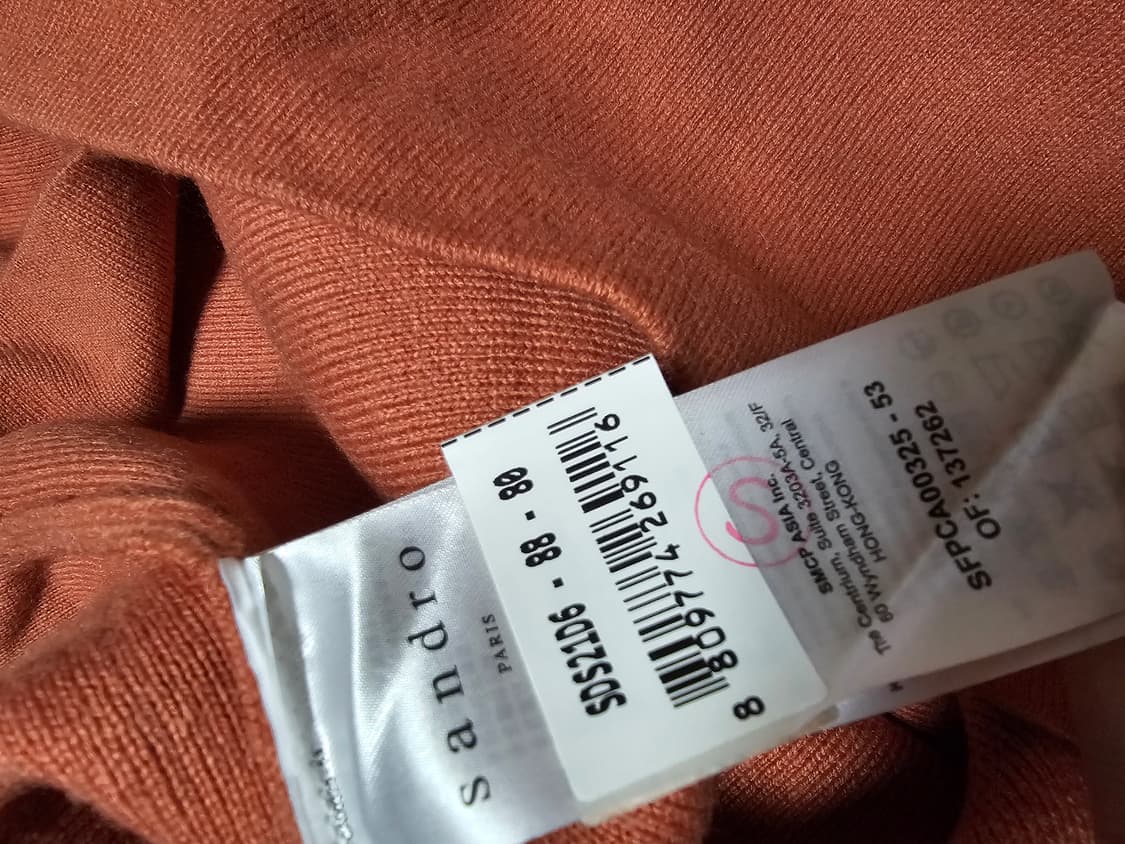 sandro
PARIS
SDS21D6 - 88 - 80
8 809774 269116
S
SMCP ASIA Inc.
The Centrium, Suite 3203A-5A, 32/F
60 Wyndham Street, Central
HONG-KONG
SFPCA00325 - 53
OF: 137262